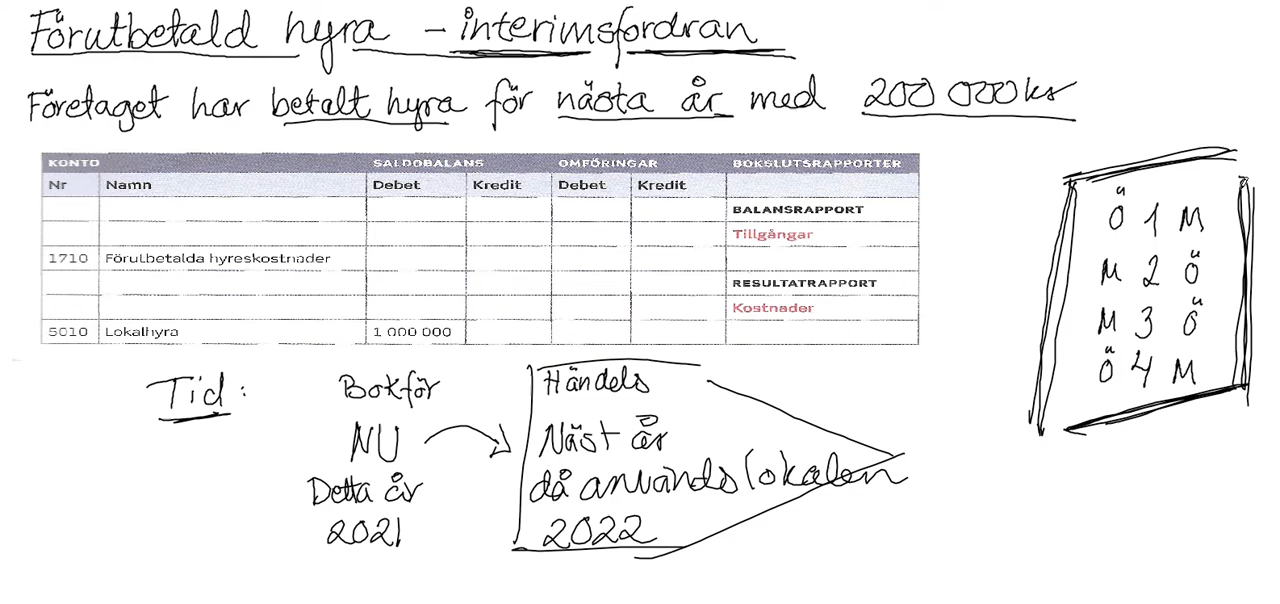 Förutbetald hyra - interimsfordran
Företaget har betalt hyra för nästa år med 200 000 kr
KONTO SALDOBALANS OMFÖRINGAR BOKSLUTSRAPPORTER
Nr Namn Debet Kredit Debet Kredit
BALANSRAPPORT
Tillgångar
1710 Förutbetalda hyreskostnader
RESULTATRAPPORT
Kostnader
5010 Lokalhyra 1 000 000
Ö 1 M
M 2 Ö
M 3 Ö
Ö 4 M
Tid:
Bokför
NU
Detta år
2021
Händels
Näst år
då används lokalen
2022